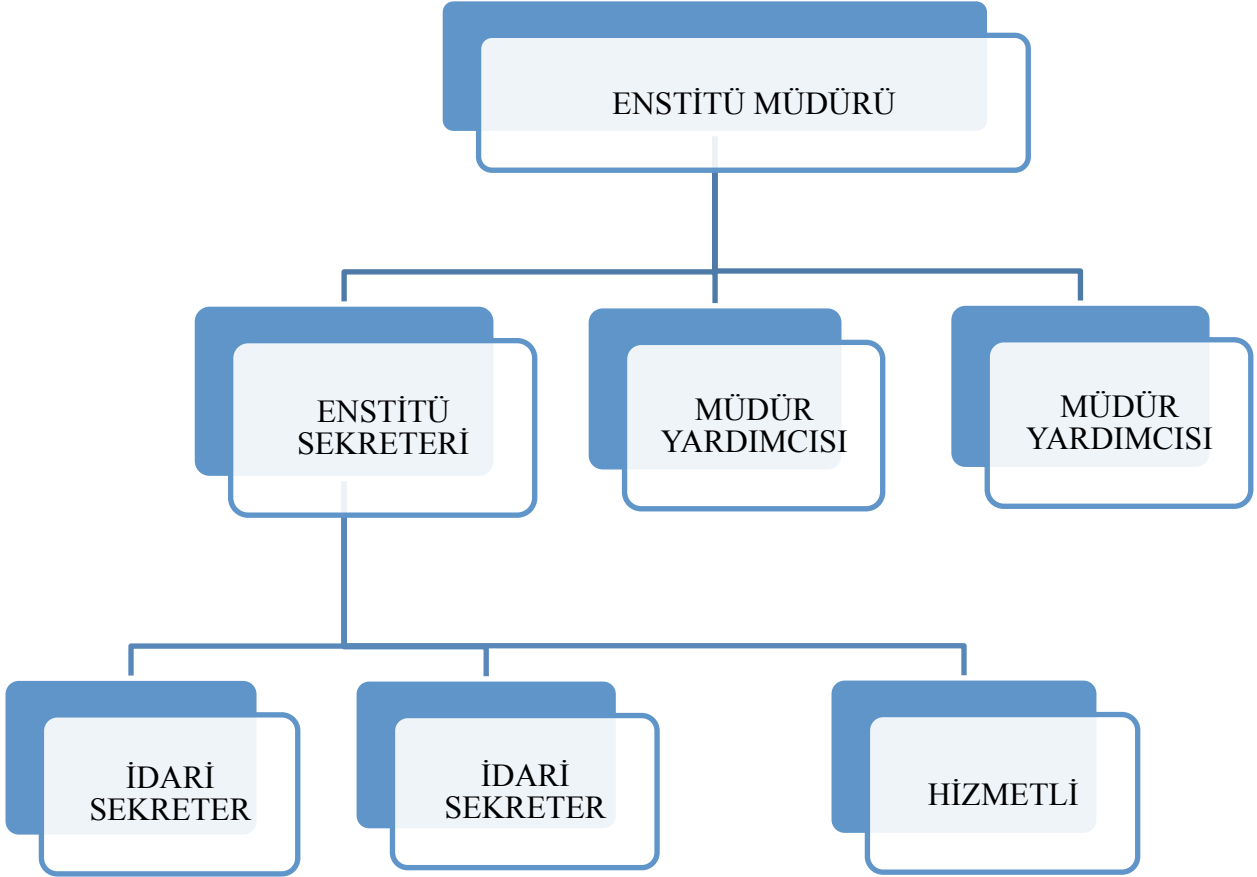 ENSTİTÜ MÜDÜRÜ
ENSTİTÜ
SEKRETERİ
MÜDÜR
YARDIMCISI
MÜDÜR
YARDIMCISI
İDARİ
SEKRETER
İDARİ
SEKRETER
HİZMETLİ